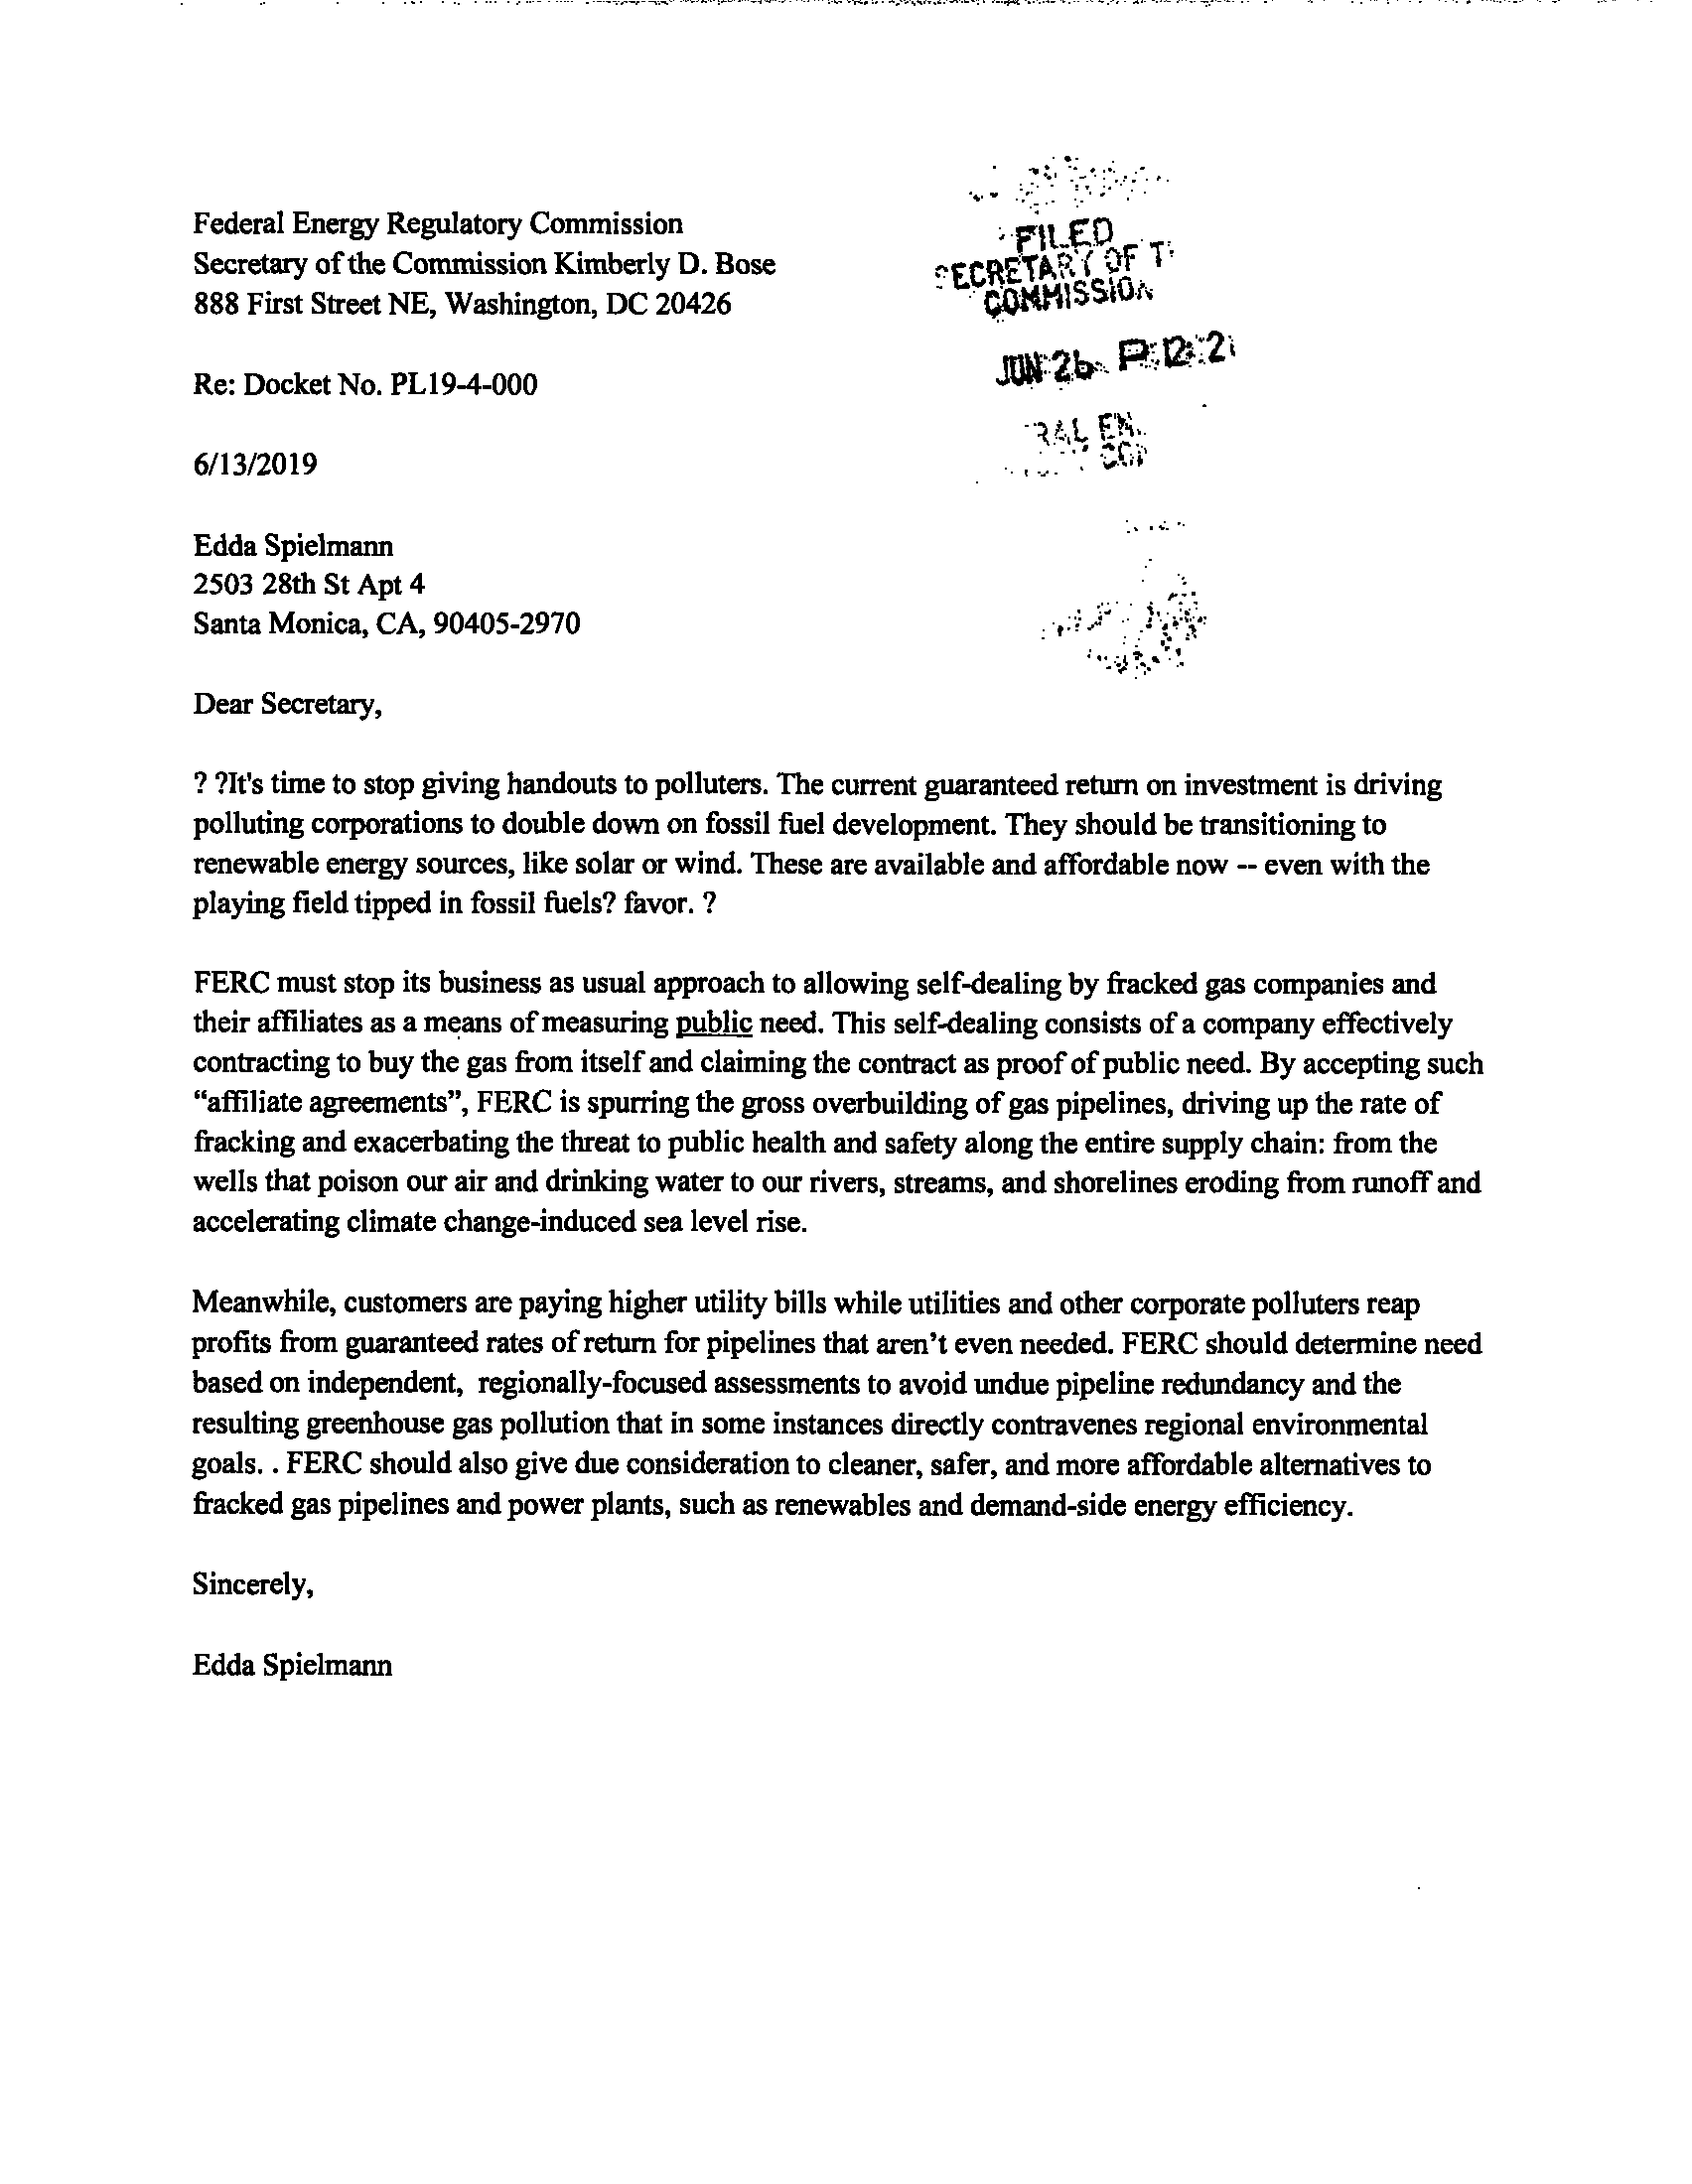 Federal Energy Regulatory Commission
Secretary of the Commission Kimberly D. Bose
888 First Street NE, Washington, DC 20426
FILED
SECRETARY OF T
COMMISSION
JUN 26 P 12: 2
RAL EN
Re: Docket No. PL19-4-000
6/13/2019
Edda Spielmann
2503 28th St Apt 4
Santa Monica, CA, 90405-2970
Dear Secretary,
? ?It's time to stop giving handouts to polluters. The current guaranteed return on investment is driving
polluting corporations to double down on fossil fuel development. They should be transitioning to
renewable energy sources, like solar or wind. These are available and affordable now -- even with the
playing field tipped in fossil fuels? favor. ?
FERC must stop its business as usual approach to allowing self-dealing by fracked gas companies and
their affiliates as a means of measuring public need. This self-dealing consists of a company effectively
contracting to buy the gas from itself and claiming the contract as proof of public need. By accepting such
“affiliate agreements”, FERC is spurring the gross overbuilding of gas pipelines, driving up the rate of
fracking and exacerbating the threat to public health and safety along the entire supply chain: from the
wells that poison our air and drinking water to our rivers, streams, and shorelines eroding from runoff and
accelerating climate change-induced sea level rise.
Meanwhile, customers are paying higher utility bills while utilities and other corporate polluters reap
profits from guaranteed rates of return for pipelines that aren’t even needed. FERC should determine need
based on independent,  regionally-focused assessments to avoid undue pipeline redundancy and the
resulting greenhouse gas pollution that in some instances directly contravenes regional environmental
goals. . FERC should also give due consideration to cleaner, safer, and more affordable alternatives to
fracked gas pipelines and power plants, such as renewables and demand-side energy efficiency.
Sincerely,
Edda Spielmann